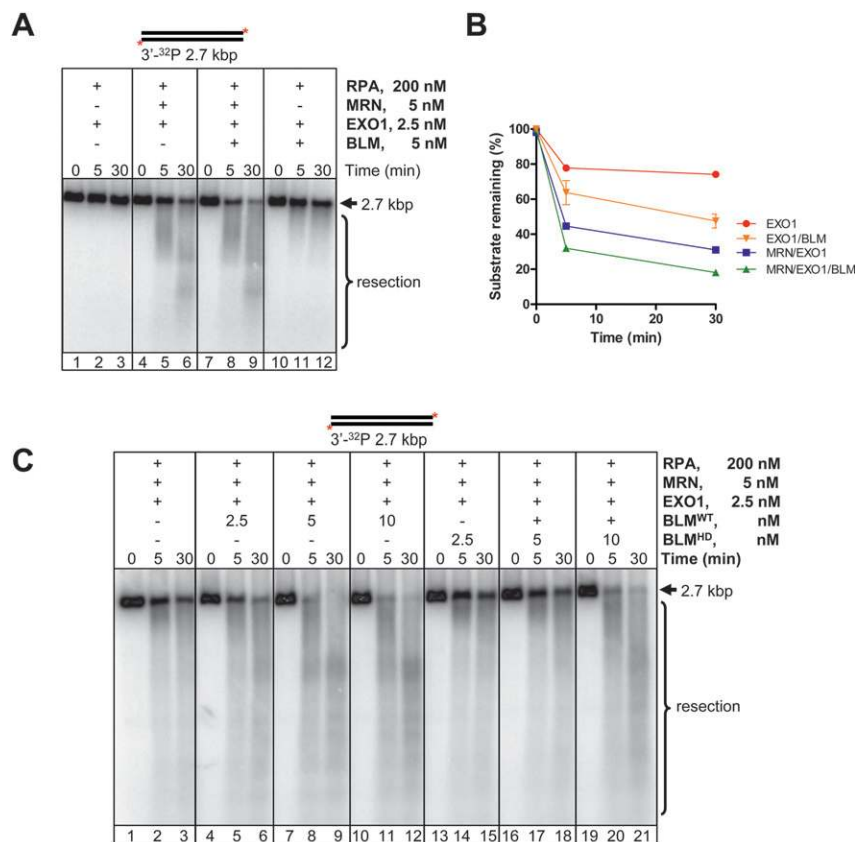 A
3'-³²P 2.7 kbp
+ + + + RPA, 200 nM
- + + - MRN, 5 nM
+ + + + EXO1, 2.5 nM
- - + + BLM, 5 nM
0 5 30 0 5 30 0 5 30 0 5 30 Time (min)
2.7 kbp
resection
1 2 3 4 5 6 7 8 9 10 11 12
B
Substrate remaining (%)
100
80
60
40
20
0
0 10 20 30
Time (min)
EXO1
EXO1/BLM
MRN/EXO1
MRN/EXO1/BLM
C
3'-³²P 2.7 kbp
+ + + + + + + RPA, 200 nM
+ + + + + + + MRN, 5 nM
+ + + + + + + EXO1, 2.5 nM
- 2.5 5 10 - + + BLMᵂᵀ, nM
- - - - 2.5 5 10 BLMᴴᴰ, nM
0 5 30 0 5 30 0 5 30 0 5 30 0 5 30 0 5 30 0 5 30 Time (min)
2.7 kbp
resection
1 2 3 4 5 6 7 8 9 10 11 12 13 14 15 16 17 18 19 20 21